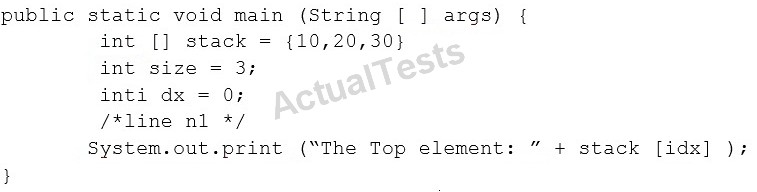 public static void main (String [ ] args) {
int [] stack = {10,20,30}
int size = 3;
inti dx = 0;
/*line n1 */
System.out.print (“The Top element: ” + stack [idx] );
}
ActualTests